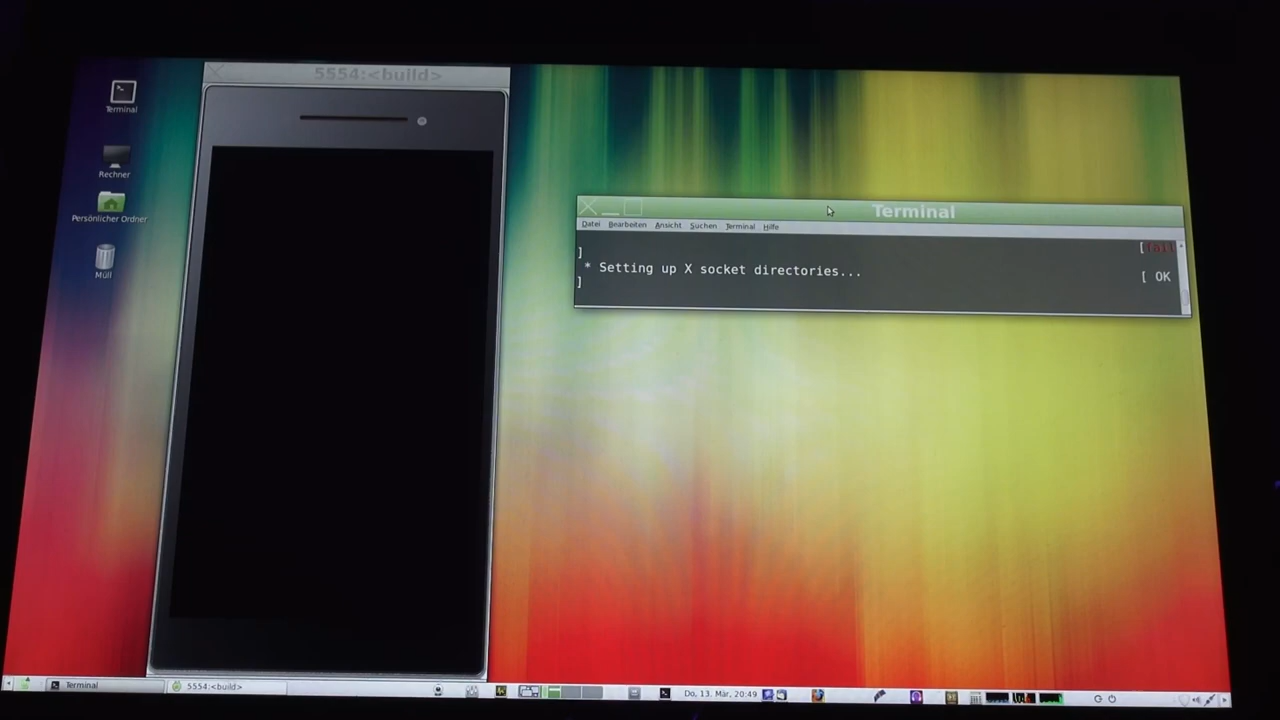 5554:<build>
Terminal
Rechner
Persönlicher Ordner
Müll
Terminal
Datei Bearbeiten Ansicht Suchen Terminal Hilfe
[fail
]
* Setting up X socket directories...
[ OK
]
Terminal
5554:<build>
Do, 13. Mär, 20:49